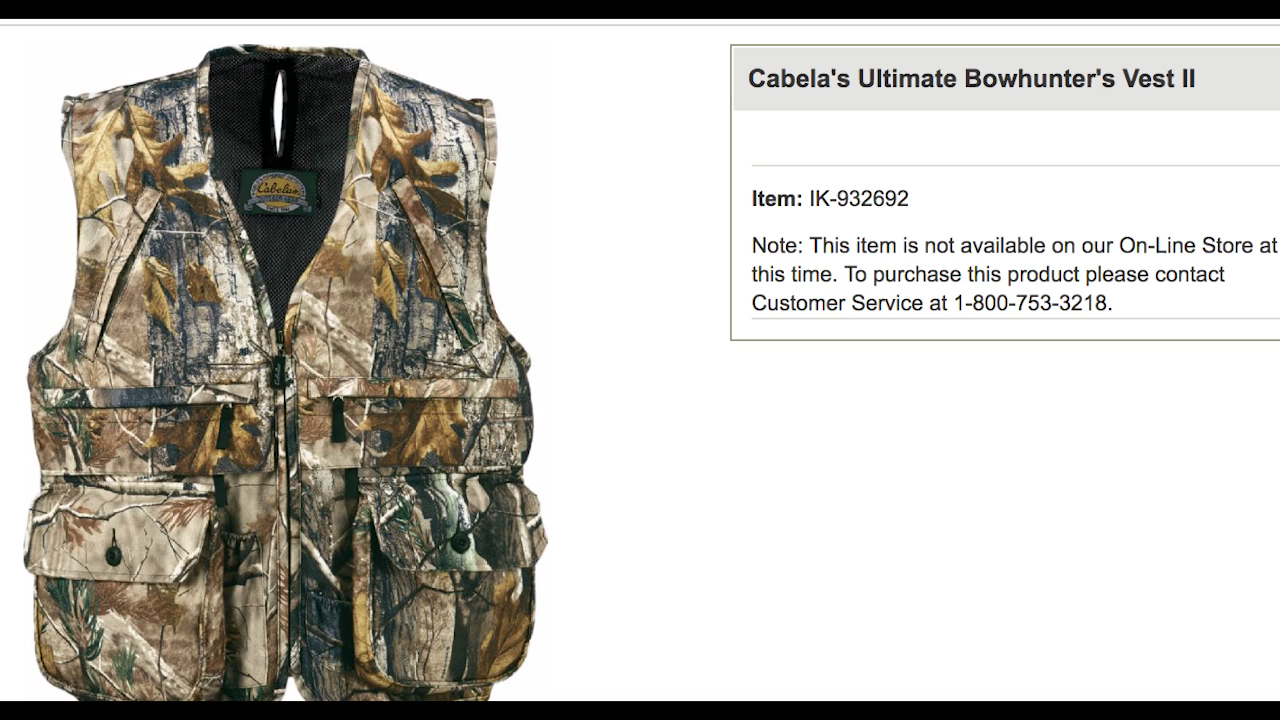 Cabela's Ultimate Bowhunter's Vest II
Item: IK-932692
Note: This item is not available on our On-Line Store at
this time. To purchase this product please contact
Customer Service at 1-800-753-3218.
Cabela's